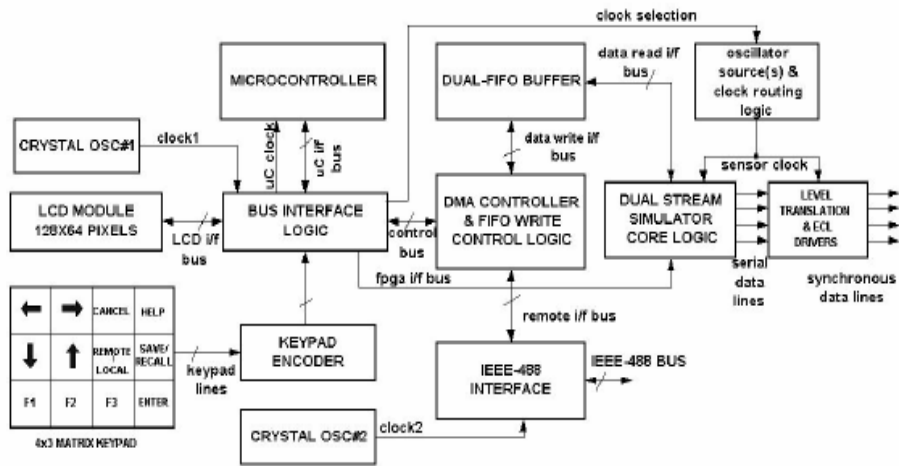 clock selection
MICROCONTROLLER
DUAL-FIFO BUFFER
data read i/f
bus
oscillator
source(s) &
clock routing
logic
CRYSTAL OSC#1
clock1
uC clock
uC i/f
bus
data write i/f
bus
sensor clock
LCD MODULE
128X64 PIXELS
LCD i/f
bus
BUS INTERFACE
LOGIC
control
bus
DMA CONTROLLER
& FIFO WRITE
CONTROL LOGIC
DUAL STREAM
SIMULATOR
CORE LOGIC
LEVEL
TRANSLATION
& ECL
DRIVERS
fpga i/f bus
serial
data
lines
synchronous
data lines
remote i/f bus
CANCEL
HELP
REMOTE
LOCAL
SAVE/
RECALL
F1
F2
F3
ENTER
4x3 MATRIX KEYPAD
keypad
lines
KEYPAD
ENCODER
IEEE-488
INTERFACE
IEEE-488 BUS
CRYSTAL OSC#2
clock2